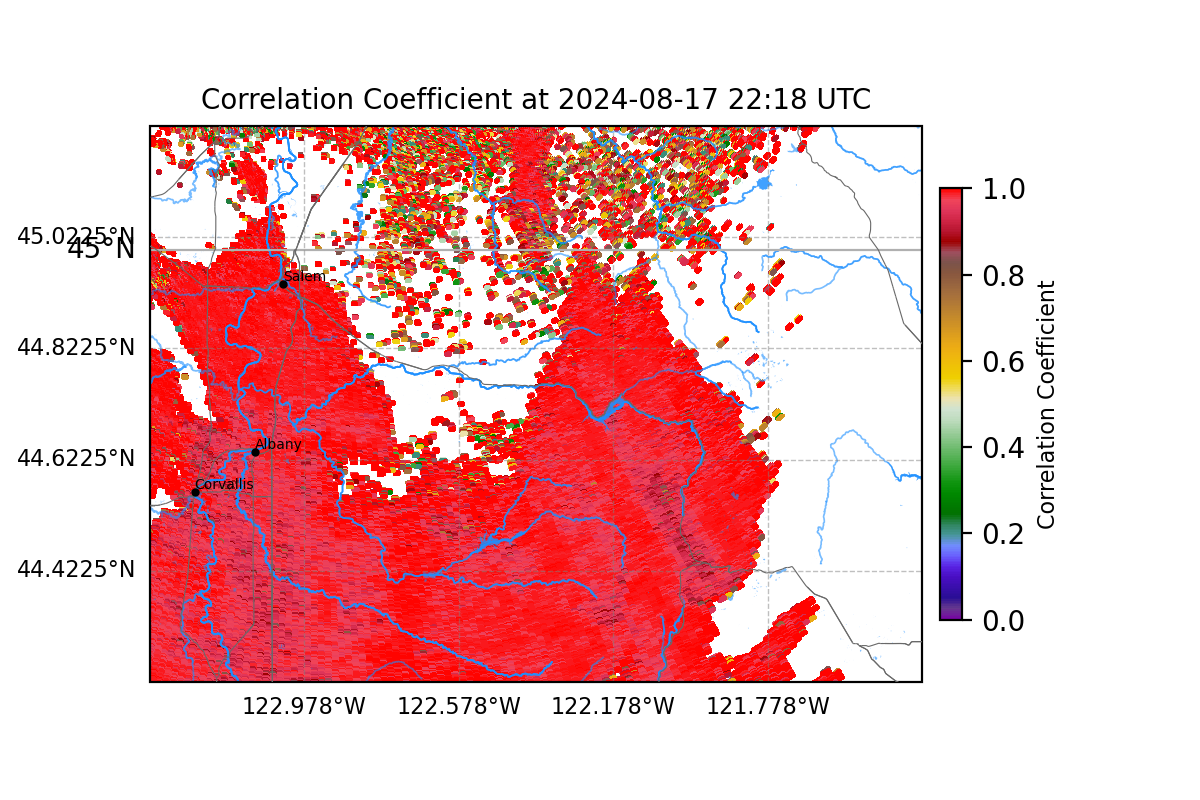 Correlation Coefficient at 2024-08-17 22:18 UTC
45.0225°N
45°N
44.8225°N
44.6225°N
44.4225°N
Salem
Albany
Corvallis
122.978°W 122.578°W 122.178°W 121.778°W
1.0
0.8
0.6
0.4
0.2
0.0
Correlation Coefficient